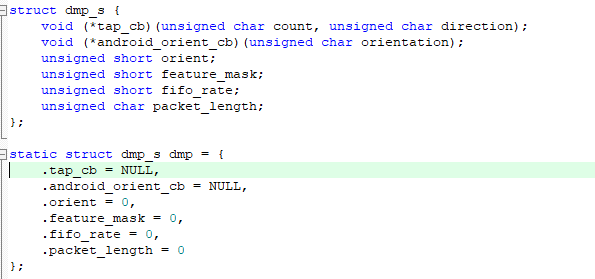 struct dmp_s {
    void (*tap_cb)(unsigned char count, unsigned char direction);
    void (*android_orient_cb)(unsigned char orientation);
    unsigned short orient;
    unsigned short feature_mask;
    unsigned short fifo_rate;
    unsigned char packet_length;
};
static struct dmp_s dmp = {
    .tap_cb = NULL,
    .android_orient_cb = NULL,
    .orient = 0,
    .feature_mask = 0,
    .fifo_rate = 0,
    .packet_length = 0
};